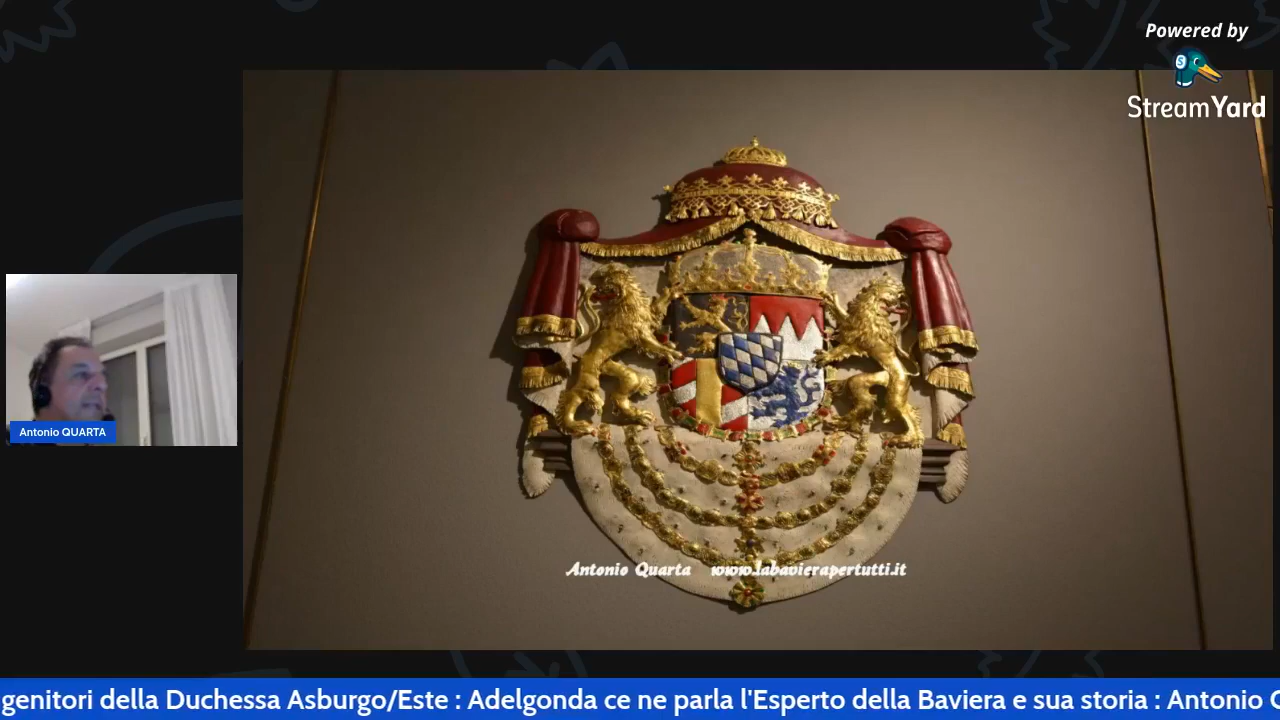 Powered by
StreamYard
Antonio QUARTA
Antonio Quarta www.labavierapertutti.it
genitori della Duchessa Asburgo/Este : Adelgonda ce ne parla l'Esperto della Baviera e sua storia : Antonio